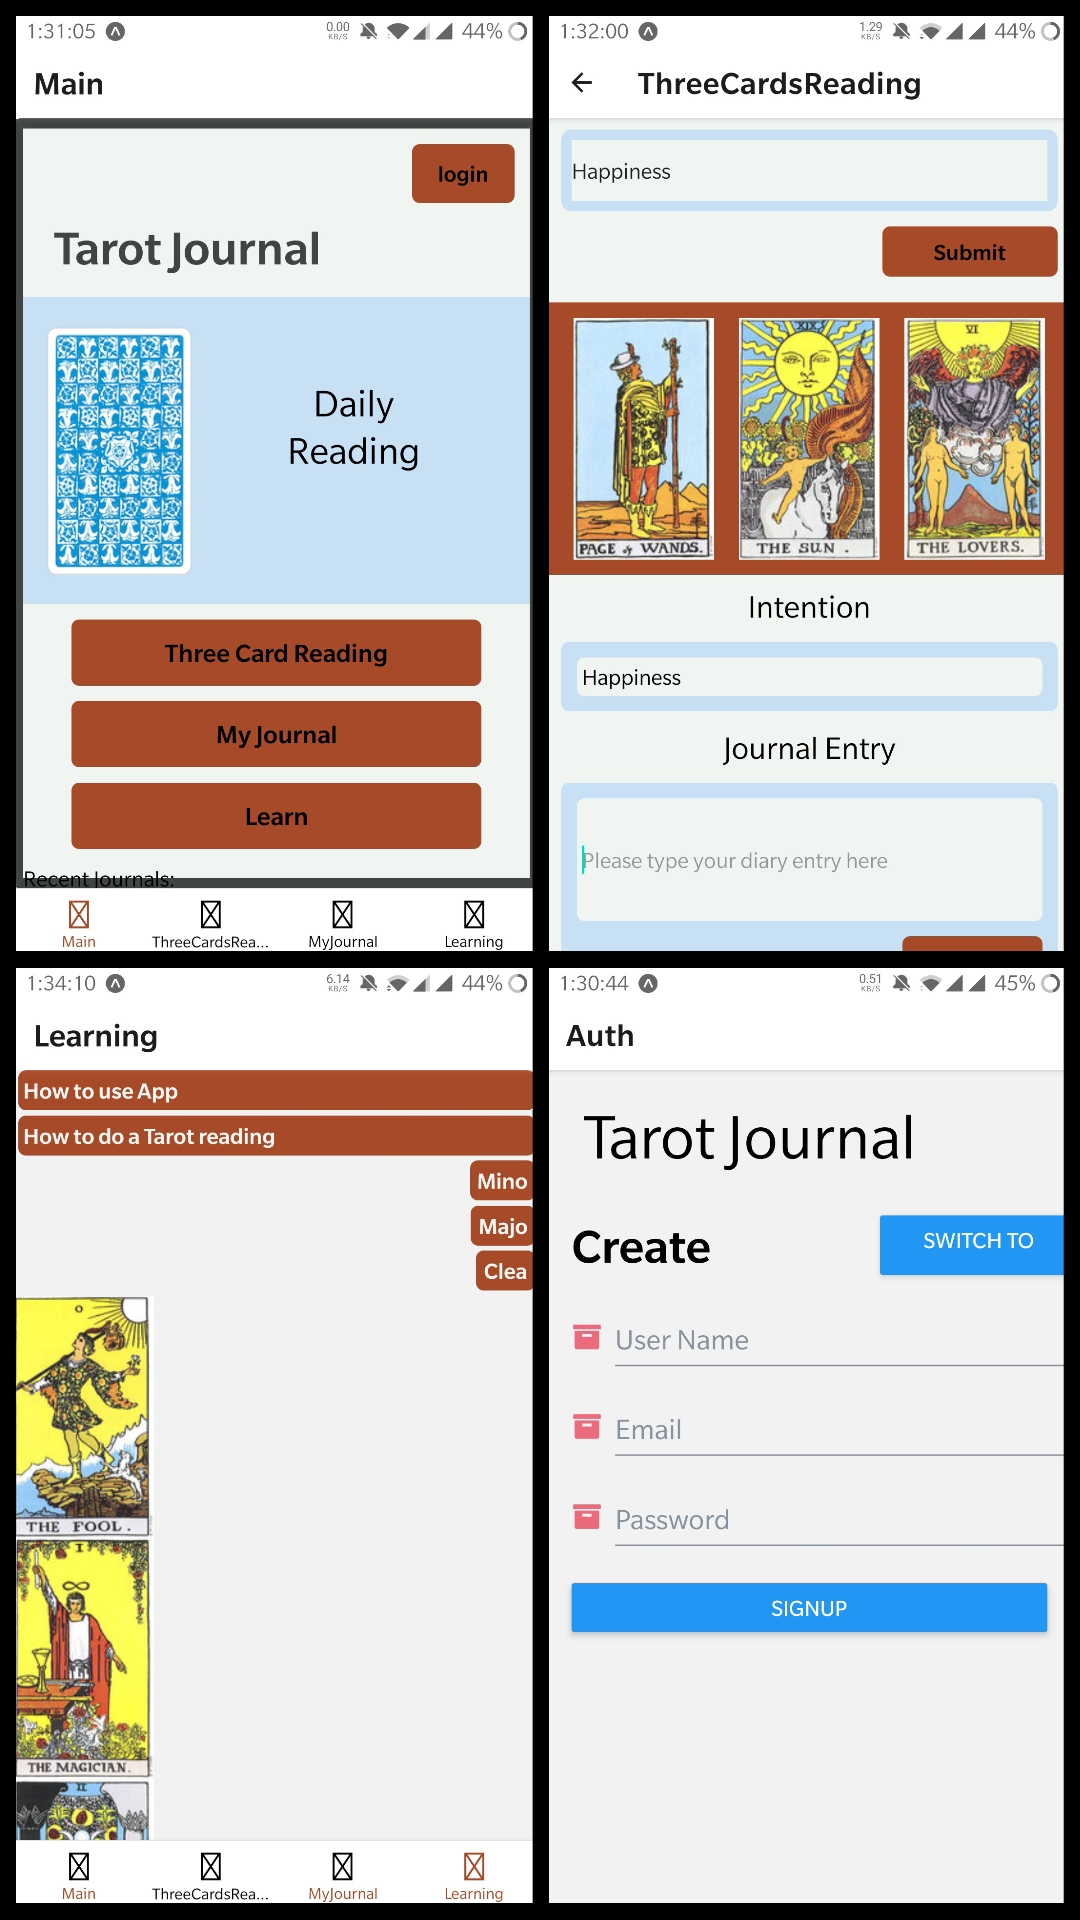 1:31:05
0.00
KB/S
44%
Main
login
Tarot Journal
Daily
Reading
Three Card Reading
My Journal
Learn
Recent Journals:
Main
ThreeCardsRea...
MyJournal
Learning
1:32:00
1.29
KB/S
44%
ThreeCardsReading
Happiness
Submit
PAGE of WANDS.
XIX
THE SUN .
VI
THE LOVERS.
Intention
Happiness
Journal Entry
Please type your diary entry here
1:34:10
6.14
KB/S
44%
Learning
How to use App
How to do a Tarot reading
Mino
Majo
Clea
0
THE FOOL .
I
THE MAGICIAN.
II
Main
ThreeCardsRea...
MyJournal
Learning
1:30:44
0.51
KB/S
45%
Auth
Tarot Journal
Create
SWITCH TO
User Name
Email
Password
SIGNUP